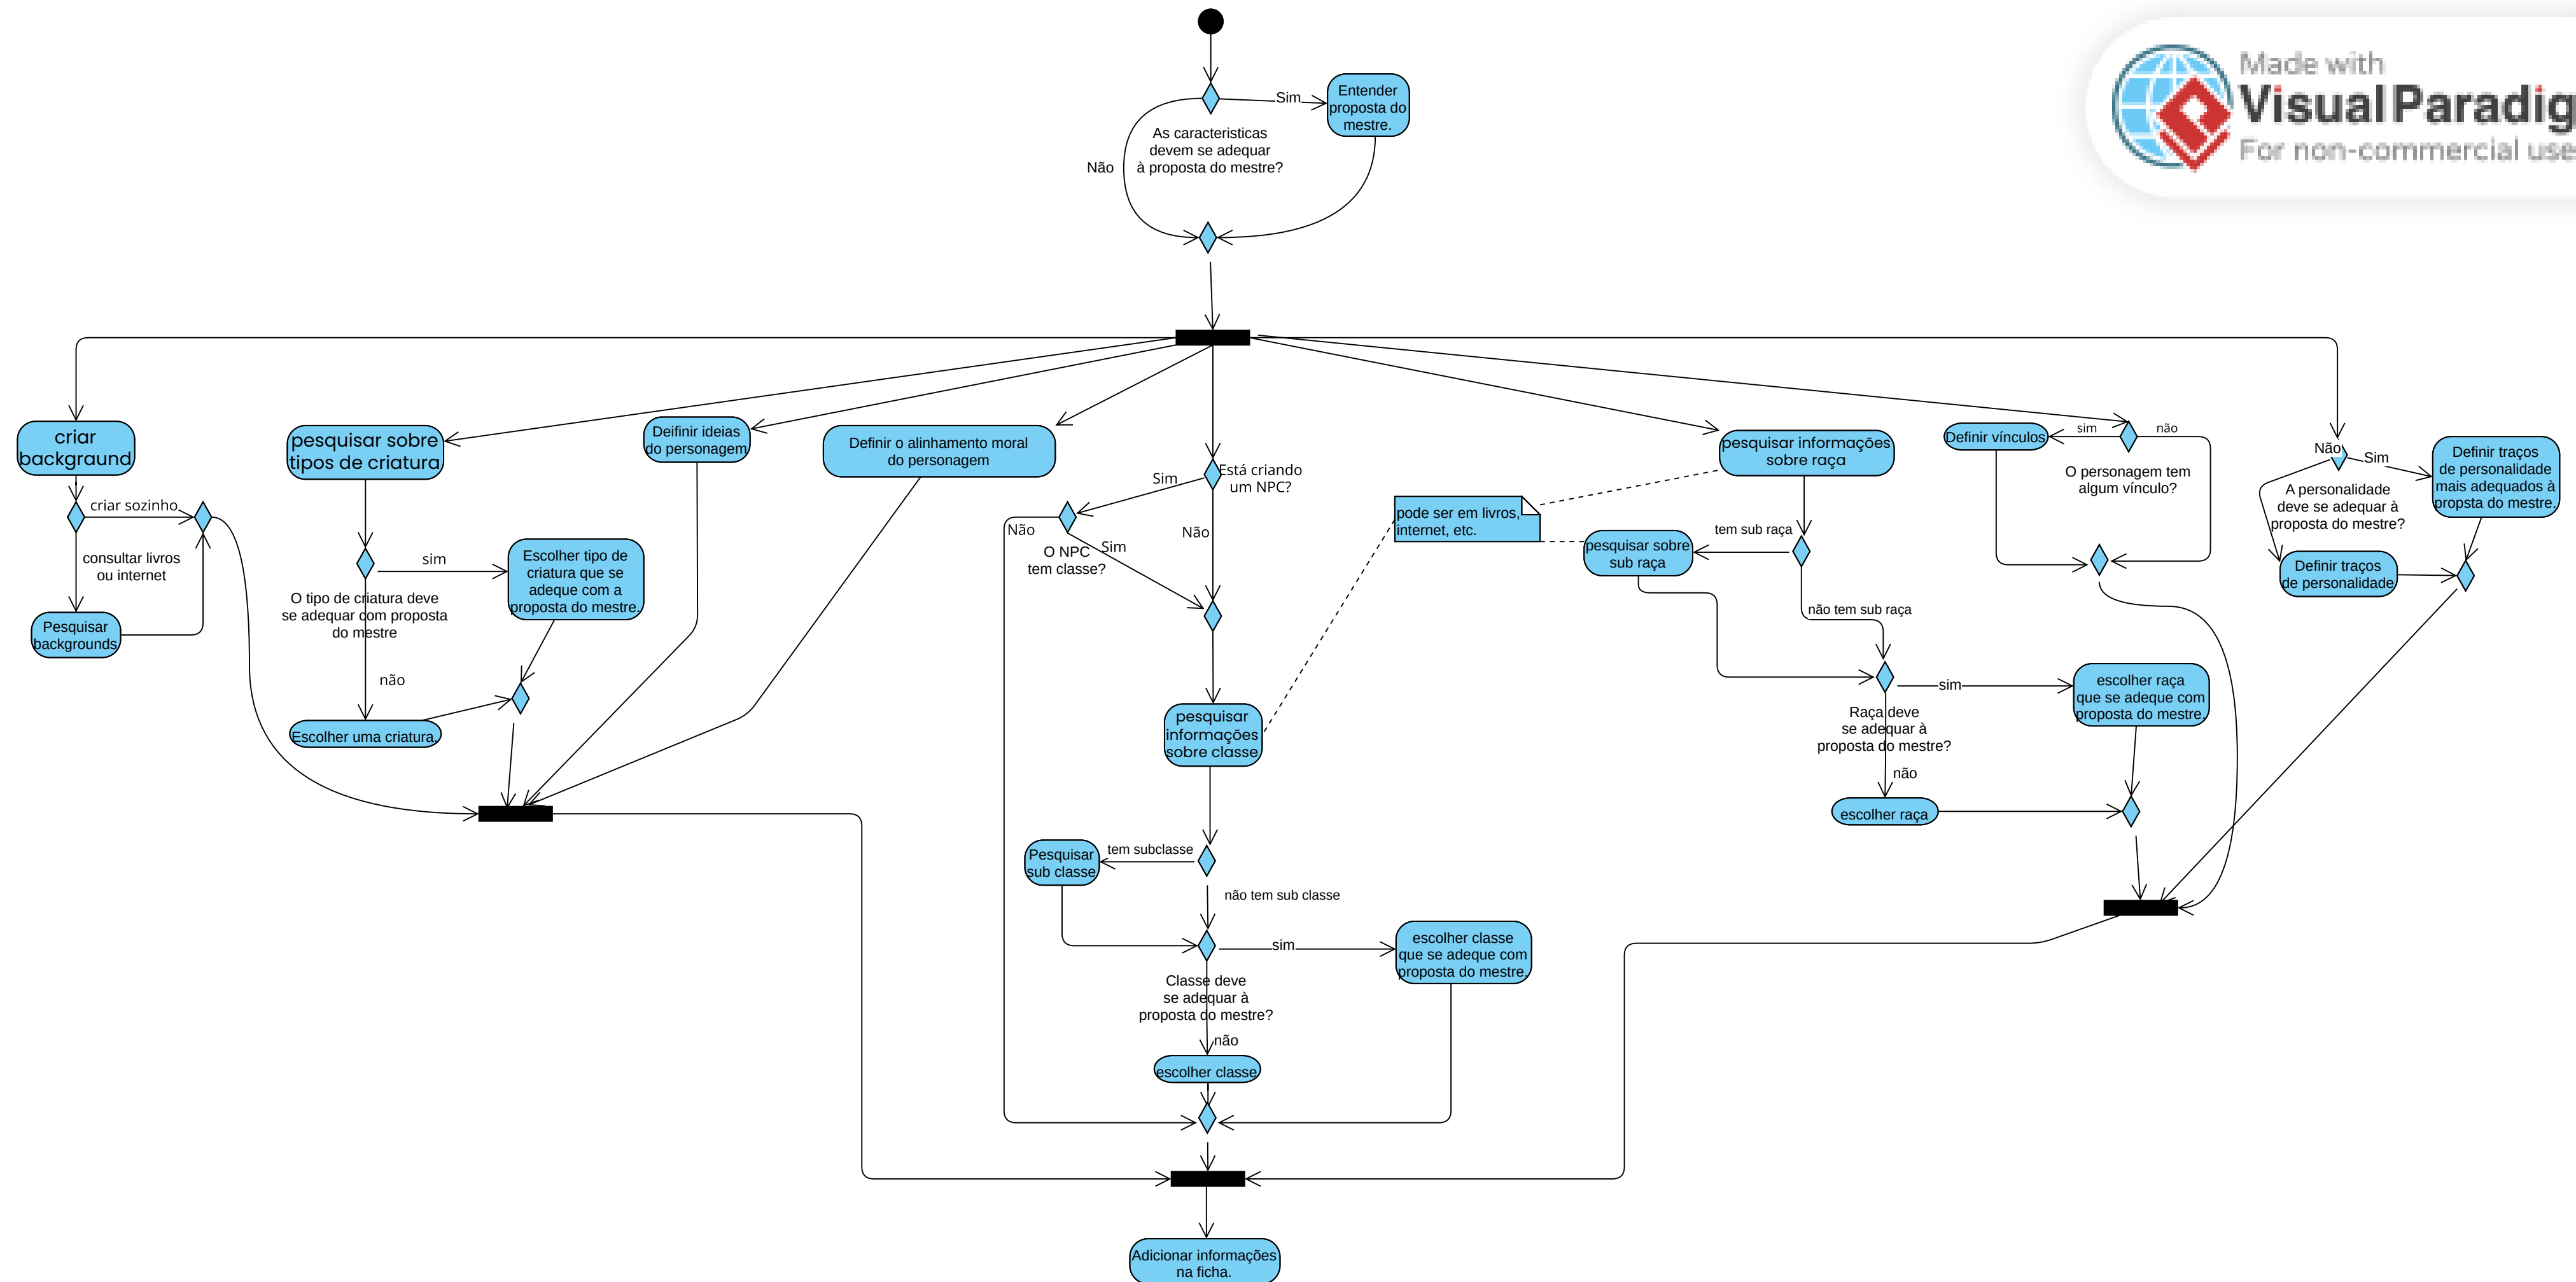 Made with
Visual Paradig
For non-commercial use
Sim
Entender
proposta do
mestre.
As caracteristicas
devem se adequar
à proposta do mestre?
Não
criar
background
criar sozinho
consultar livros
ou internet
Pesquisar
backgrounds
pesquisar sobre
tipos de criatura
sim
Escolher tipo de
criatura que se
adeque com a
proposta do mestre.
O tipo de criatura deve
se adequar com proposta
do mestre
não
Escolher uma criatura.
Deifinir ideias
do personagem
Definir o alinhamento moral
do personagem
Está criando
um NPC?
Sim
Não
Não
O NPC
tem classe?
Sim
pesquisar
informações
sobre classe
Pesquisar
sub classe
tem subclasse
não tem sub classe
sim
escolher classe
que se adeque com
proposta do mestre.
Classe deve
se adequar à
proposta do mestre?
não
escolher classe
pode ser em livros,
internet, etc.
pesquisar informações
sobre raça
tem sub raça
pesquisar sobre
sub raça
não tem sub raça
sim
escolher raça
que se adeque com
proposta do mestre.
Raça deve
se adequar à
proposta do mestre?
não
escolher raça
Definir vínculos
sim
não
O personagem tem
algum vínculo?
Não
Sim
Definir traços
de personalidade
mais adequados à
propsta do mestre.
A personalidade
deve se adequar à
proposta do mestre?
Definir traços
de personalidade
Adicionar informações
na ficha.